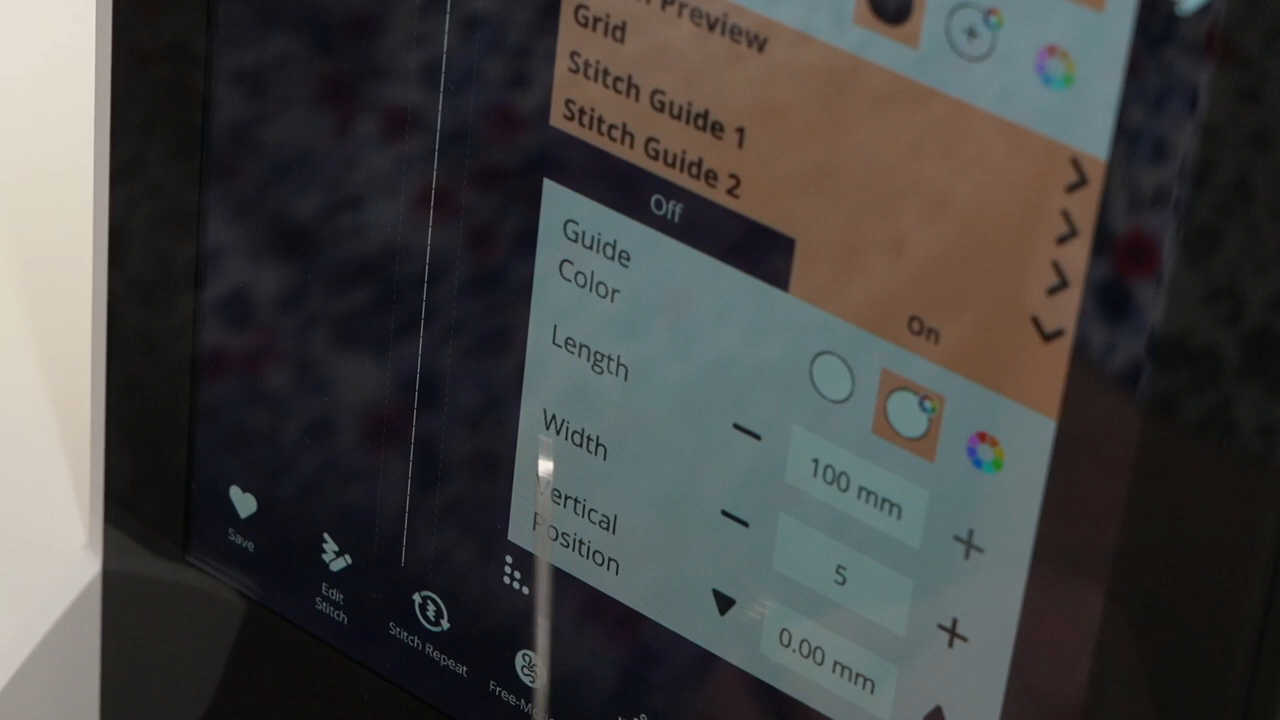 Preview
Grid
Stitch Guide 1
Stitch Guide 2
Off
On
Guide
Color
Length
100 mm
Width
5
Vertical
Position
0.00 mm
Save
Edit
Stitch
Stitch Repeat